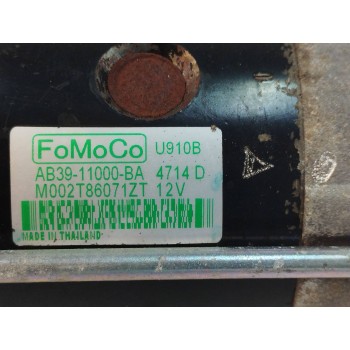 FoMoCo U910B
AB39-11000-BA 4714 D
M002T86071ZT 12V
MADE IN THAILAND